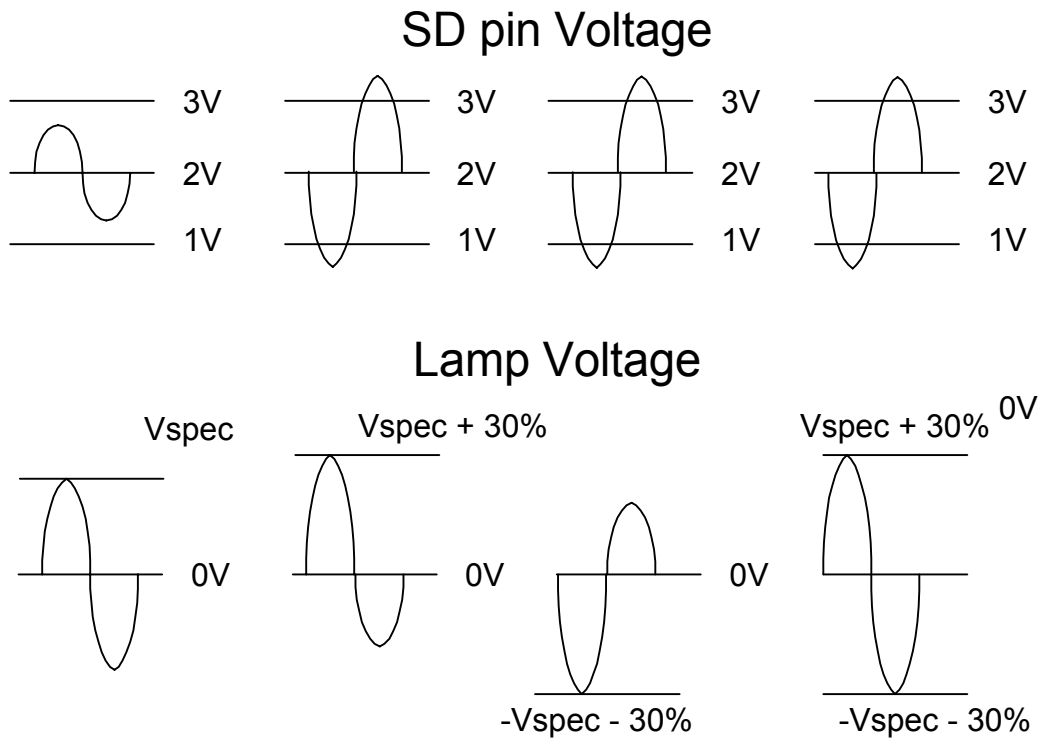 SD pin Voltage
3V 3V 3V 3V
2V 2V 2V 2V
1V 1V 1V 1V
Lamp Voltage
Vspec Vspec + 30% Vspec + 30% 0V
0V 0V 0V
-Vspec - 30% -Vspec - 30%